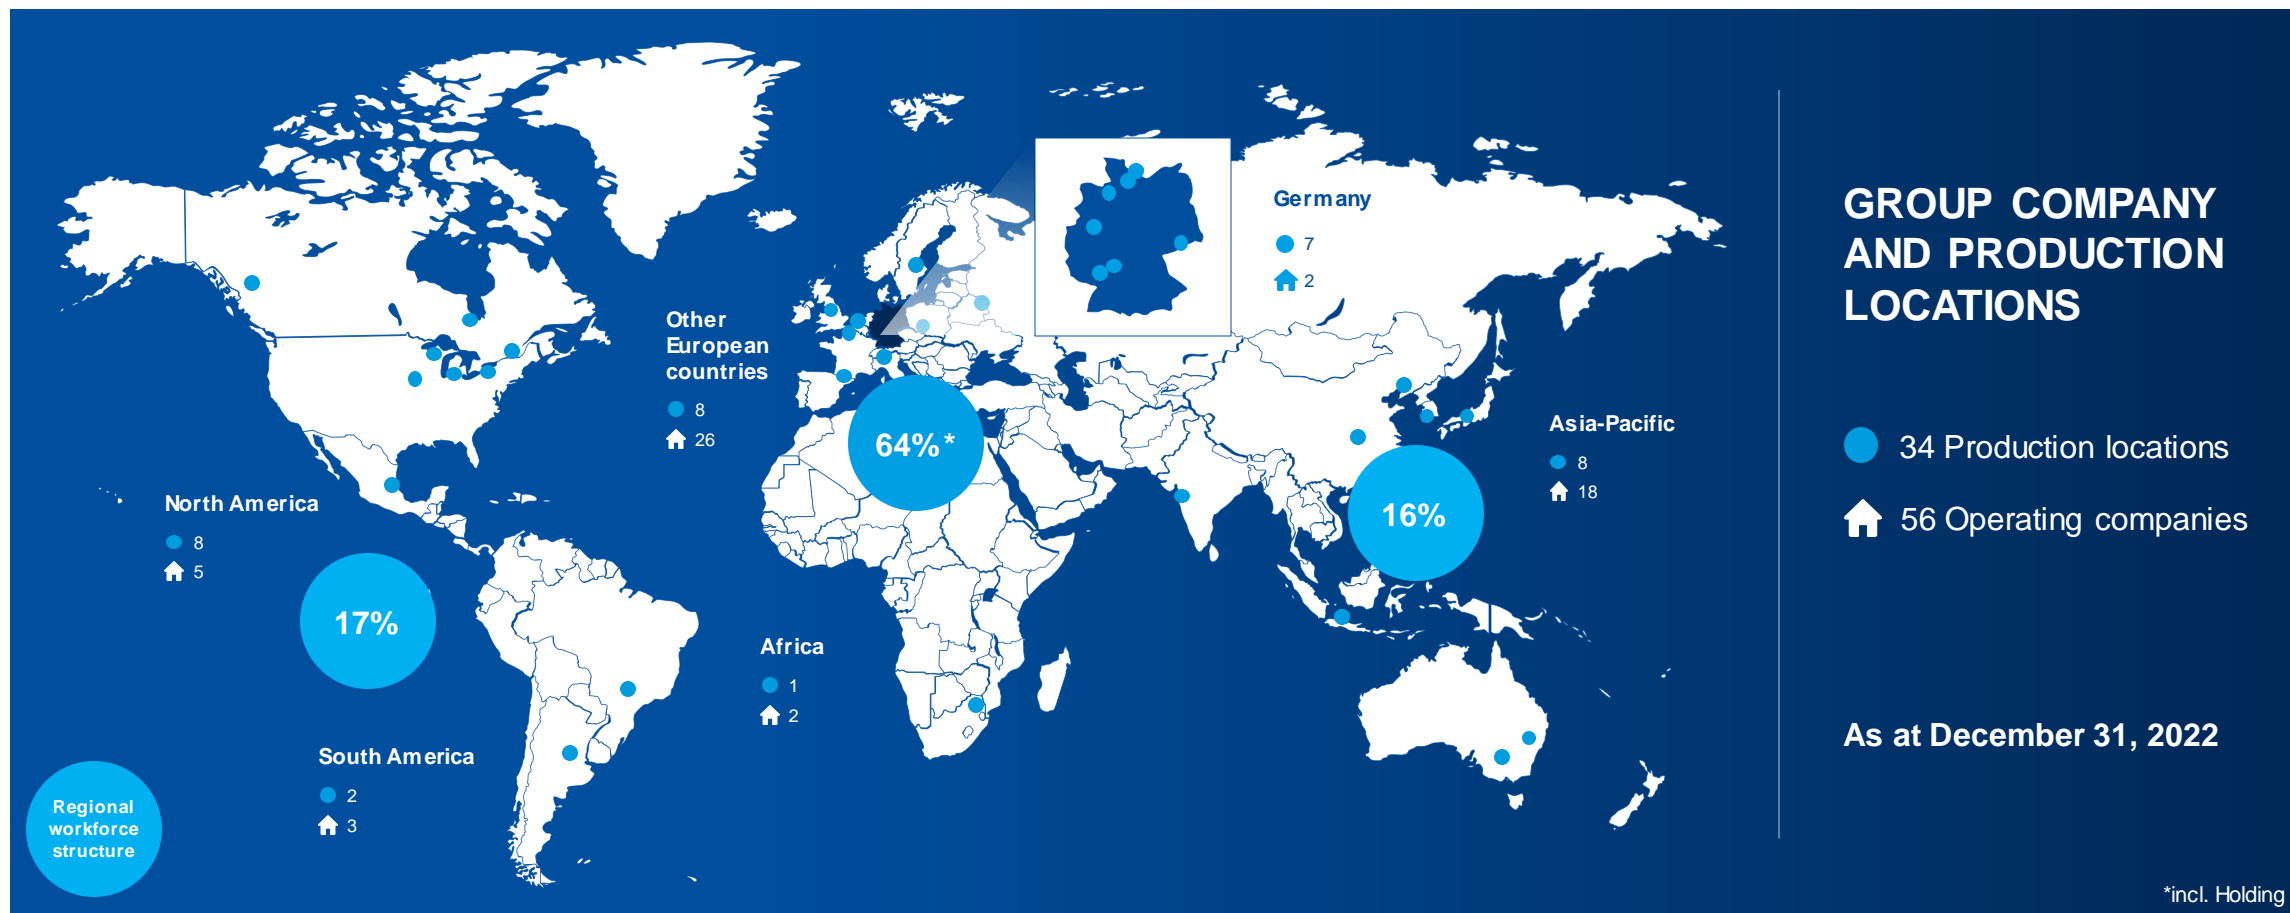 Germany
7
2
Other
European
countries
8
26
64%*
Asia-Pacific
8
18
16%
North America
8
5
17%
Africa
1
2
South America
2
3
Regional
workforce
structure
GROUP COMPANY
AND PRODUCTION
LOCATIONS
34 Production locations
56 Operating companies
As at December 31, 2022
*incl. Holding